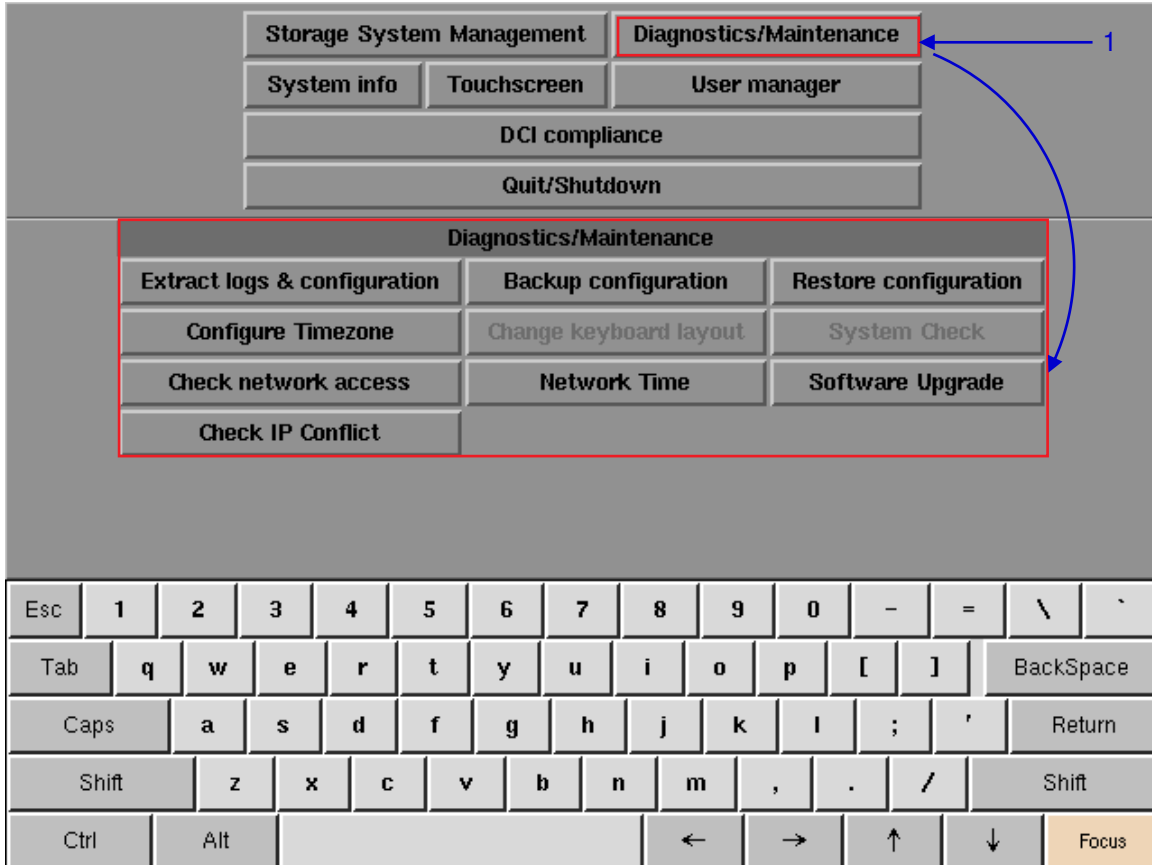 Storage System Management Diagnostics/Maintenance 1
System info Touchscreen User manager
DCI compliance
Quit/Shutdown
Diagnostics/Maintenance
Extract logs & configuration Backup configuration Restore configuration
Configure Timezone Change keyboard layout System Check
Check network access Network Time Software Upgrade
Check IP Conflict
Esc 1 2 3 4 5 6 7 8 9 0 - = \ `
Tab q w e r t y u i o p [ ] BackSpace
Caps a s d f g h j k l ; ' Return
Shift z x c v b n m , . / Shift
Ctrl Alt ← → ↑ ↓ Focus